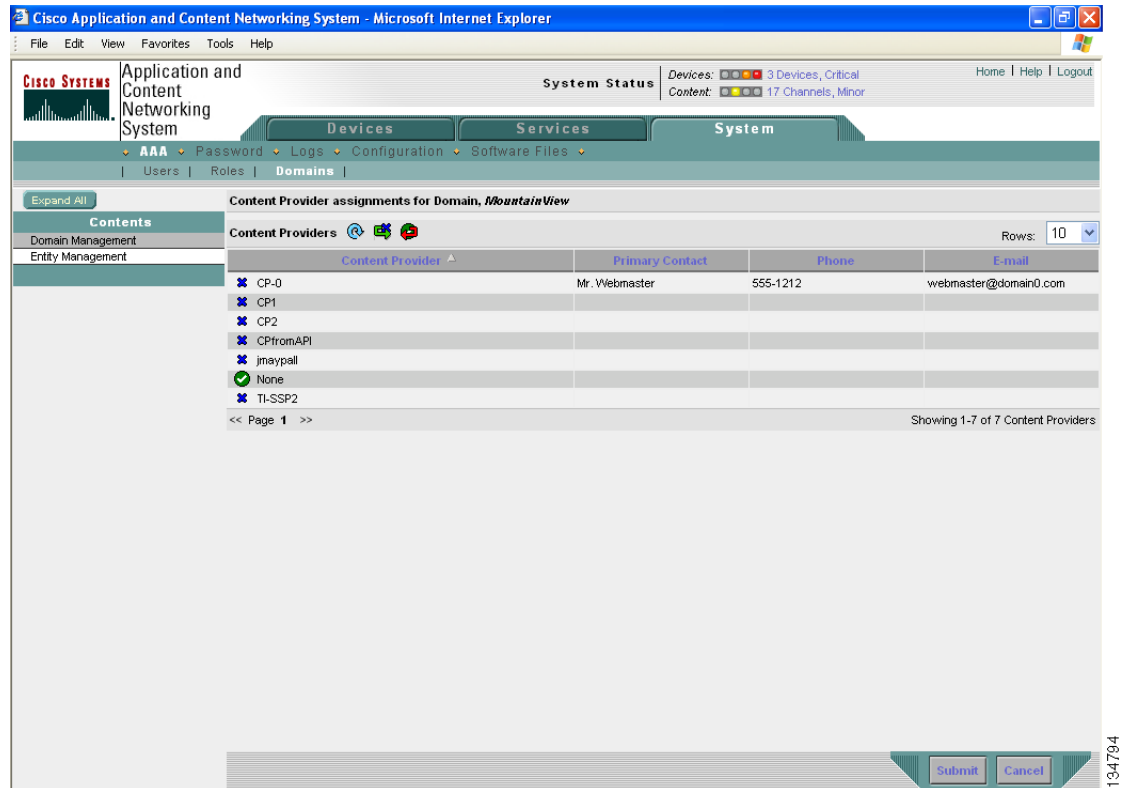 Cisco Application and Content Networking System - Microsoft Internet Explorer
File Edit View Favorites Tools Help
CISCO SYSTEMS
Application and
Content
Networking
System
System Status
Devices: 3 Devices, Critical
Content: 17 Channels, Minor
Home | Help | Logout
Devices Services System
AAA Password Logs Configuration Software Files
| Users | Roles | Domains |
Expand All
Contents
Domain Management
Entity Management
Content Provider assignments for Domain, MountainView
Content Providers
Rows: 10
Content Provider Primary Contact Phone E-mail
CP-0 Mr. Webmaster 555-1212 webmaster@domain0.com
CP1
CP2
CPfromAPI
jmaypall
None
TI-SSP2
<< Page 1 >>
Showing 1-7 of 7 Content Providers
Submit Cancel
134794